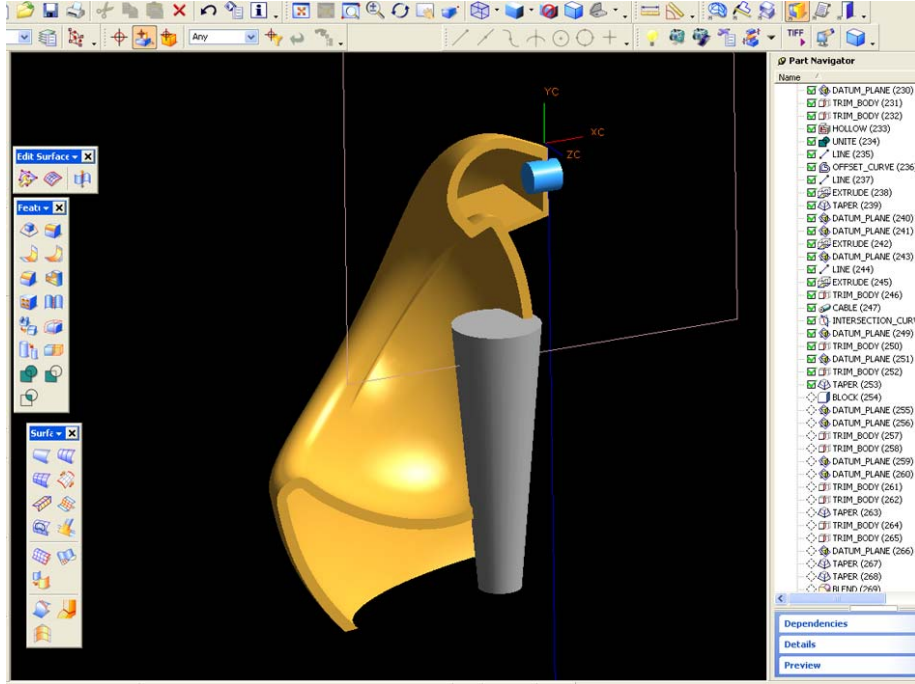 Any
TIFF
Part Navigator
Name
DATUM_PLANE (230)
TRIM_BODY (231)
TRIM_BODY (232)
HOLLOW (233)
UNITE (234)
LINE (235)
OFFSET_CURVE (236
LINE (237)
EXTRUDE (238)
TAPER (239)
DATUM_PLANE (240)
DATUM_PLANE (241)
EXTRUDE (242)
DATUM_PLANE (243)
LINE (244)
EXTRUDE (245)
TRIM_BODY (246)
CABLE (247)
INTERSECTION_CURV
DATUM_PLANE (249)
TRIM_BODY (250)
DATUM_PLANE (251)
TRIM_BODY (252)
TAPER (253)
BLOCK (254)
DATUM_PLANE (255)
DATUM_PLANE (256)
TRIM_BODY (257)
TRIM_BODY (258)
DATUM_PLANE (259)
DATUM_PLANE (260)
TRIM_BODY (261)
TRIM_BODY (262)
TAPER (263)
TRIM_BODY (264)
TRIM_BODY (265)
DATUM_PLANE (266)
TAPER (267)
TAPER (268)
BLEND (269)
Dependencies
Details
Preview
YC
XC
ZC
Edit Surface
Featu
Surfa